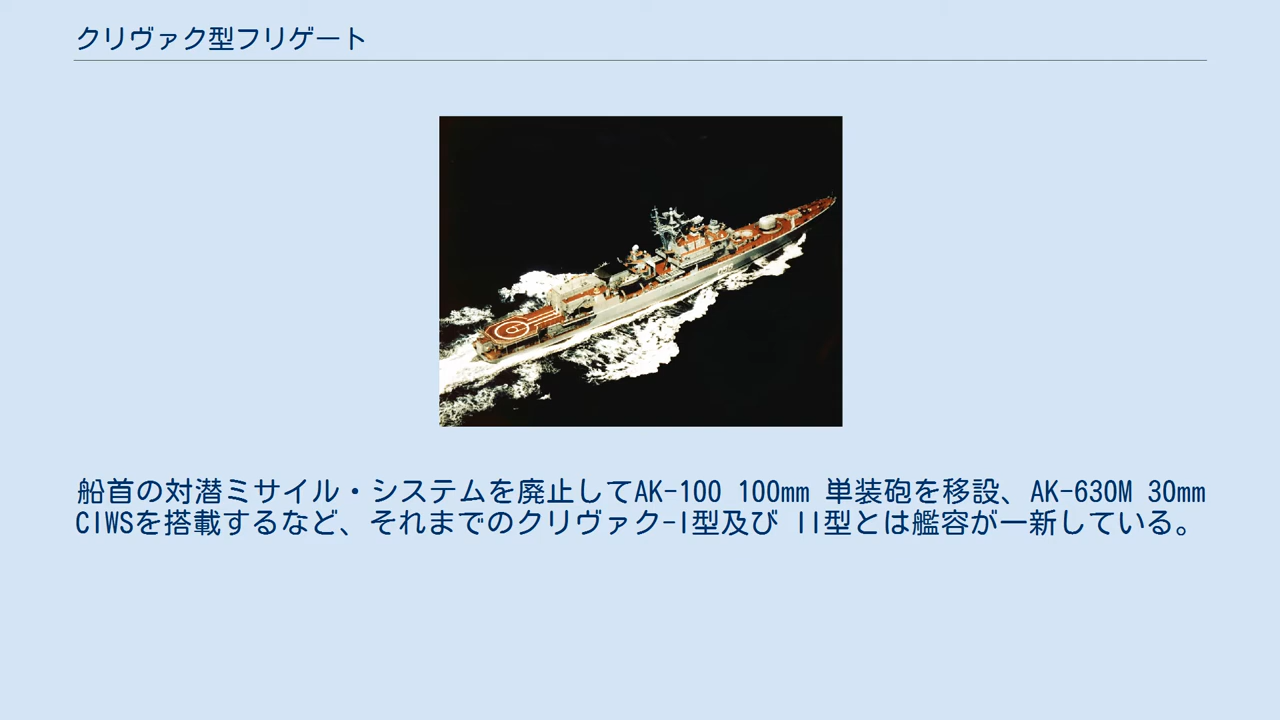 クリヴァク型フリゲート
船首の対潜ミサイル・システムを廃止してAK-100 100mm 単装砲を移設、AK-630M 30mm
CIWSを搭載するなど、それまでのクリヴァク-I型及び II型とは艦容が一新している。